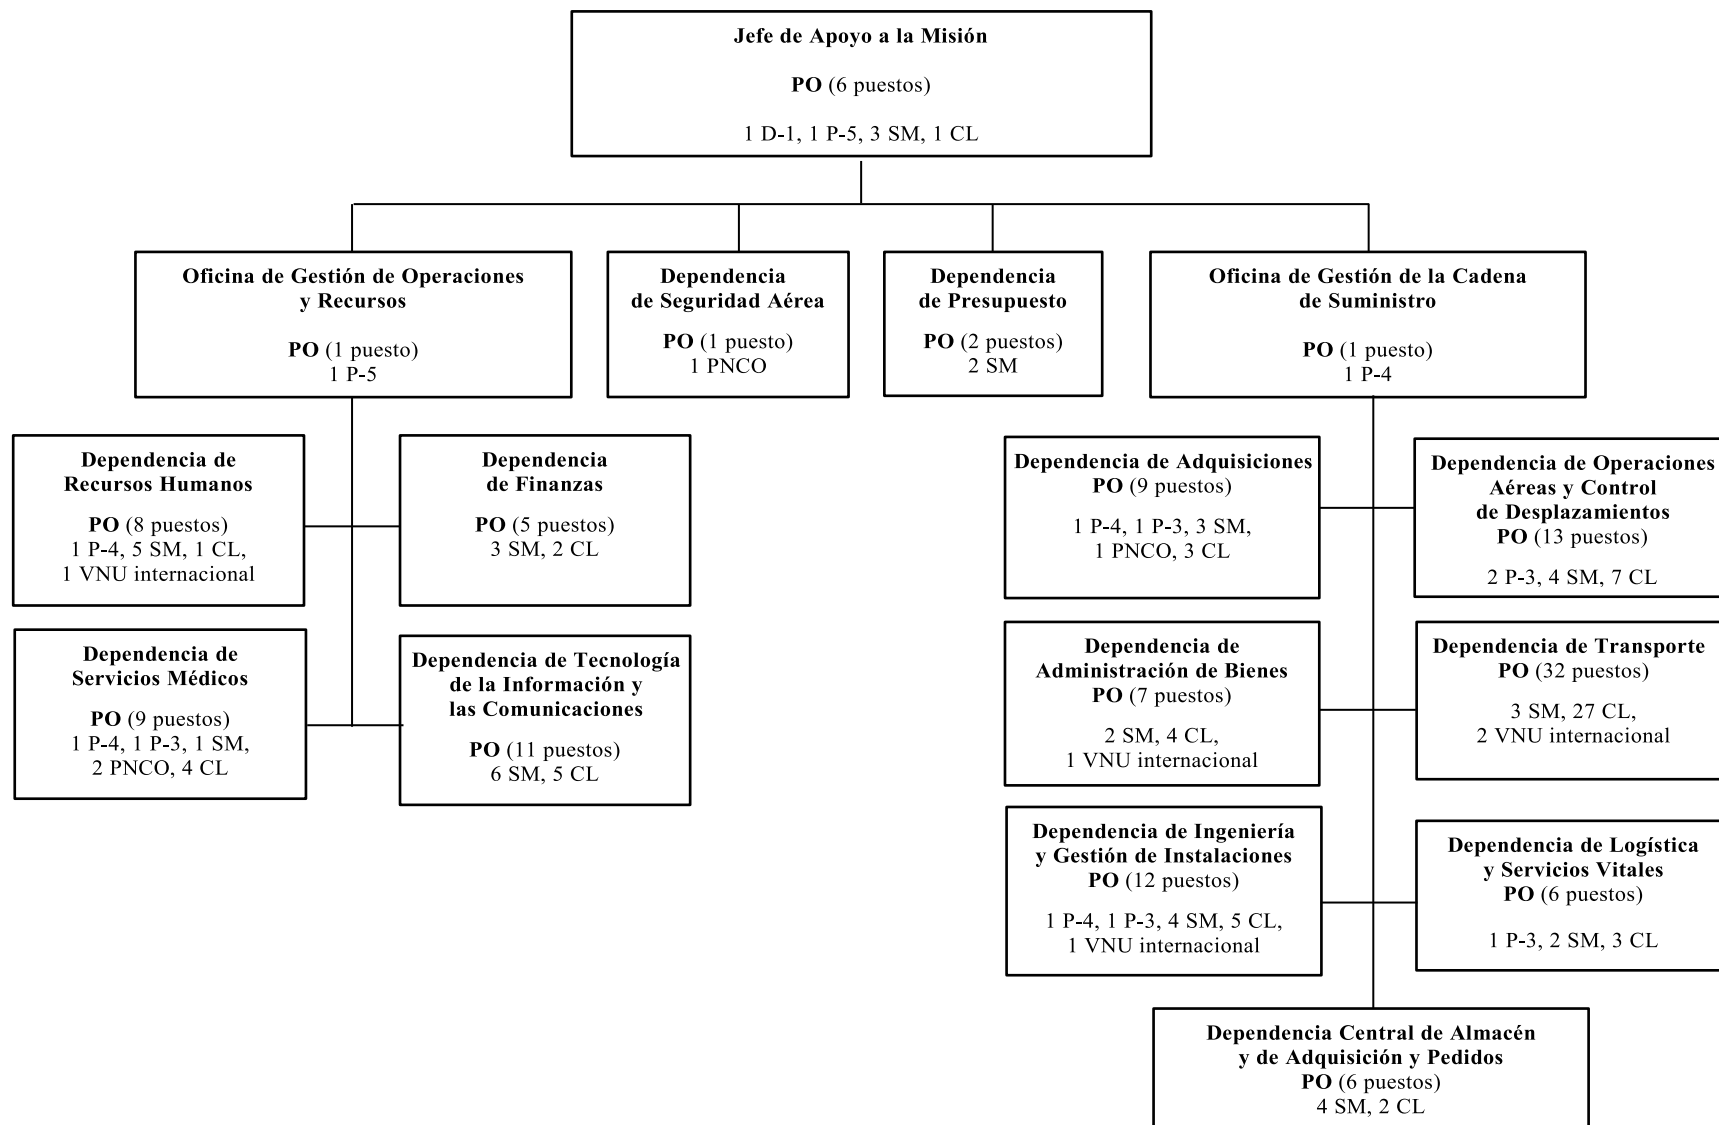 Jefe de Apoyo a la Misión
PO (6 puestos)
1 D-1, 1 P-5, 3 SM, 1 CL
Oficina de Gestión de Operaciones
y Recursos
PO (1 puesto)
1 P-5
Dependencia
de Seguridad Aérea
PO (1 puesto)
1 PNCO
Dependencia
de Presupuesto
PO (2 puestos)
2 SM
Oficina de Gestión de la Cadena
de Suministro
PO (1 puesto)
1 P-4
Dependencia de
Recursos Humanos
PO (8 puestos)
1 P-4, 5 SM, 1 CL,
1 VNU internacional
Dependencia
de Finanzas
PO (5 puestos)
3 SM, 2 CL
Dependencia de Adquisiciones
PO (9 puestos)
1 P-4, 1 P-3, 3 SM,
1 PNCO, 3 CL
Dependencia de Operaciones
Aéreas y Control
de Desplazamientos
PO (13 puestos)
2 P-3, 4 SM, 7 CL
Dependencia de
Servicios Médicos
PO (9 puestos)
1 P-4, 1 P-3, 1 SM,
2 PNCO, 4 CL
Dependencia de Tecnología
de la Información y
las Comunicaciones
PO (11 puestos)
6 SM, 5 CL
Dependencia de
Administración de Bienes
PO (7 puestos)
2 SM, 4 CL,
1 VNU internacional
Dependencia de Transporte
PO (32 puestos)
3 SM, 27 CL,
2 VNU internacional
Dependencia de Ingeniería
y Gestión de Instalaciones
PO (12 puestos)
1 P-4, 1 P-3, 4 SM, 5 CL,
1 VNU internacional
Dependencia de Logística
y Servicios Vitales
PO (6 puestos)
1 P-3, 2 SM, 3 CL
Dependencia Central de Almacén
y de Adquisición y Pedidos
PO (6 puestos)
4 SM, 2 CL